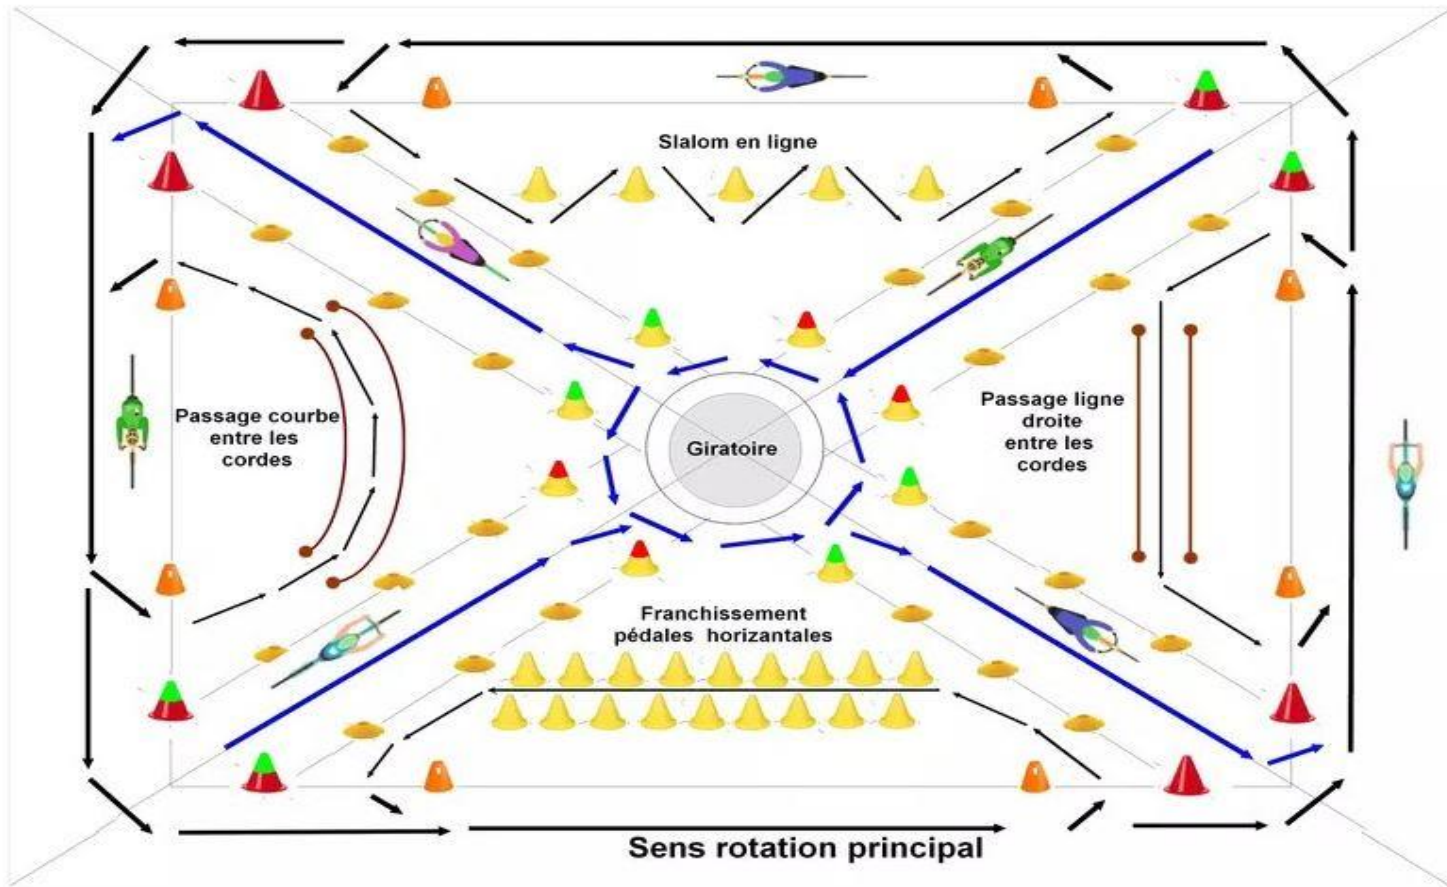 Slalom en ligne
Passage courbe
entre les
cordes
Giratoire
Passage ligne
droite
entre les
cordes
Franchissement
pédales horizantales
Sens rotation principal